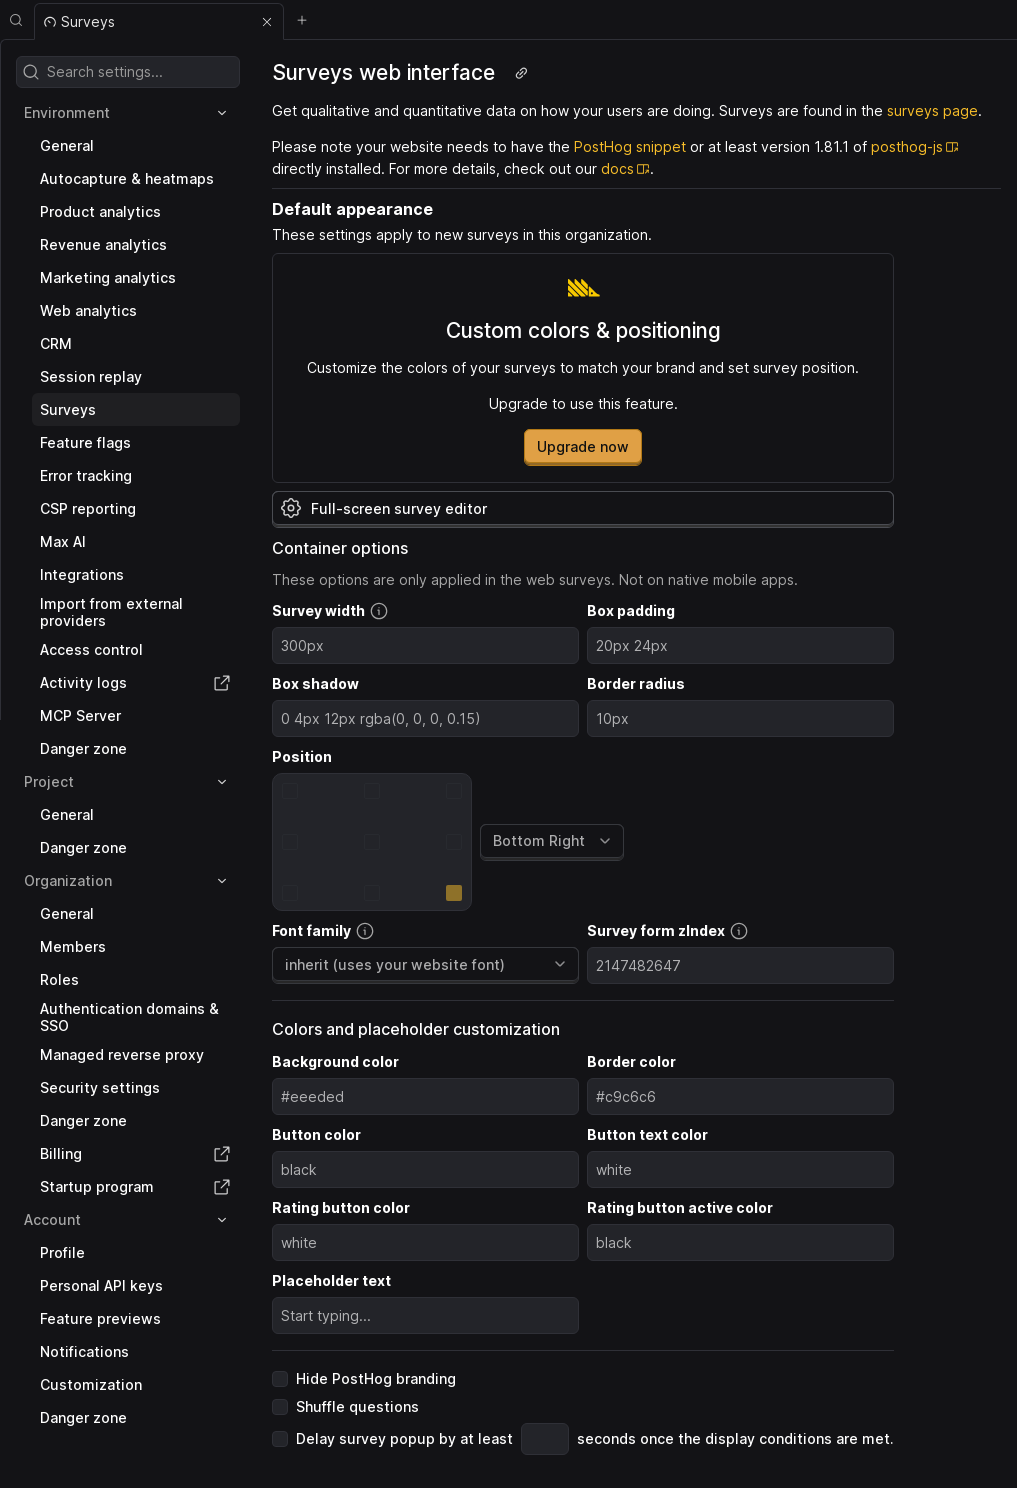 Surveys
Search settings...
Environment
General
Autocapture & heatmaps
Product analytics
Revenue analytics
Marketing analytics
Web analytics
CRM
Session replay
Surveys
Feature flags
Error tracking
CSP reporting
Max AI
Integrations
Import from external
providers
Access control
Activity logs
MCP Server
Danger zone
Project
General
Danger zone
Organization
General
Members
Roles
Authentication domains &
SSO
Managed reverse proxy
Security settings
Danger zone
Billing
Startup program
Account
Profile
Personal API keys
Feature previews
Notifications
Customization
Danger zone
Surveys web interface
Get qualitative and quantitative data on how your users are doing. Surveys are found in the surveys page.
Please note your website needs to have the PostHog snippet or at least version 1.81.1 of posthog-js
directly installed. For more details, check out our docs.
Default appearance
These settings apply to new surveys in this organization.
Custom colors & positioning
Customize the colors of your surveys to match your brand and set survey position.
Upgrade to use this feature.
Upgrade now
Full-screen survey editor
Container options
These options are only applied in the web surveys. Not on native mobile apps.
Survey width
Box padding
300px
20px 24px
Box shadow
Border radius
0 4px 12px rgba(0, 0, 0, 0.15)
10px
Position
Bottom Right
Font family
Survey form zIndex
inherit (uses your website font)
2147482647
Colors and placeholder customization
Background color
Border color
#eeeded
#c9c6c6
Button color
Button text color
black
white
Rating button color
Rating button active color
white
black
Placeholder text
Start typing...
Hide PostHog branding
Shuffle questions
Delay survey popup by at least seconds once the display conditions are met.